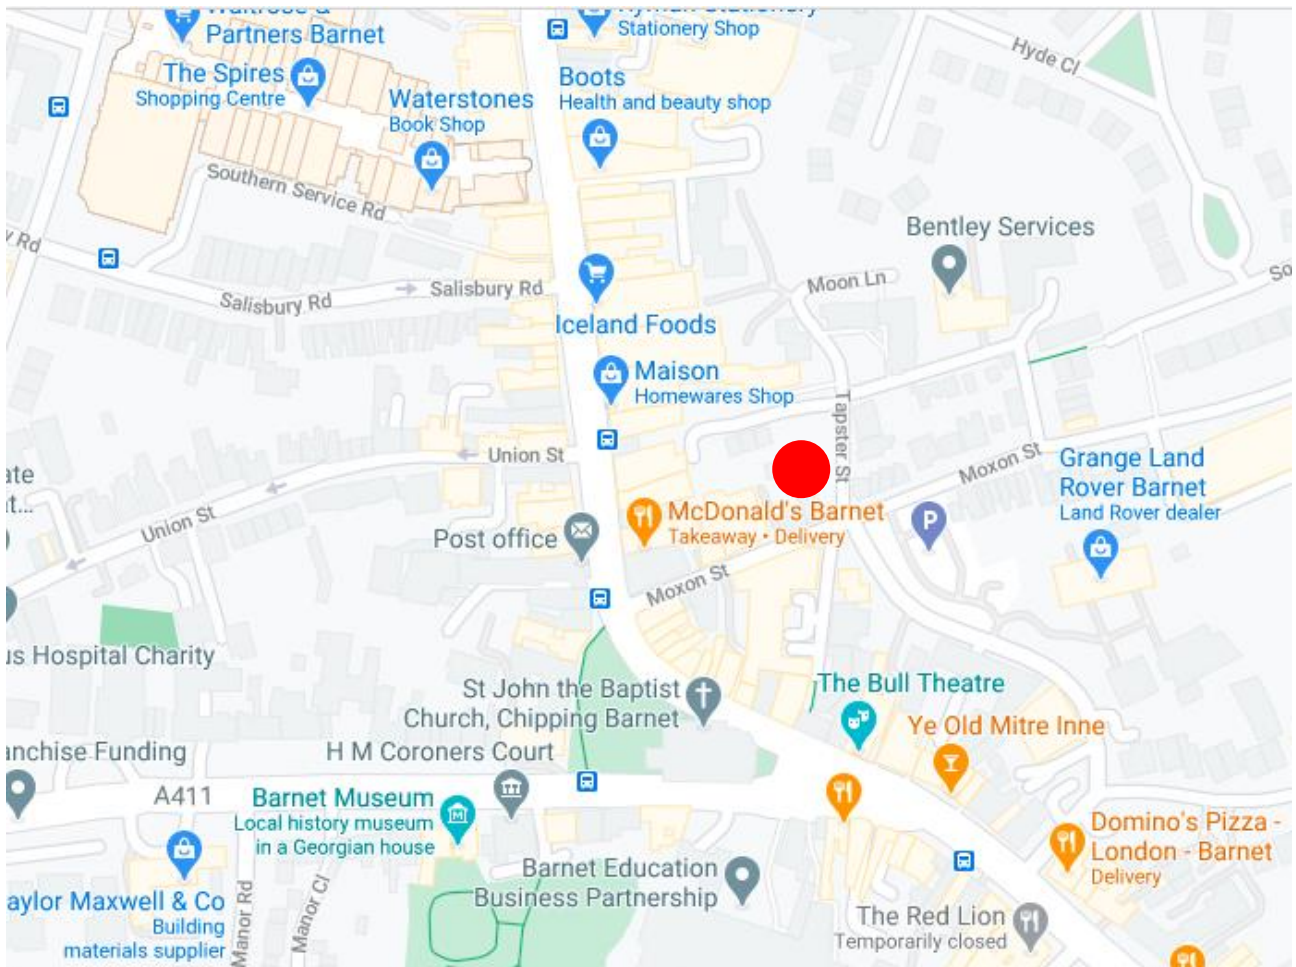 Partners Barnet
Stationery Shop
Hyde Cl
The Spires
Shopping Centre
Boots
Health and beauty shop
Waterstones
Book Shop
Southern Service Rd
Bentley Services
Rd
Moon Ln
Salisbury Rd
Salisbury Rd
Iceland Foods
Maison
Homewares Shop
Tapster St
Union St
Moxon St
Grange Land
Rover Barnet
Land Rover dealer
McDonald's Barnet
Takeaway • Delivery
P
Union St
Post office
Moxon St
Hospital Charity
St John the Baptist
Church, Chipping Barnet
The Bull Theatre
Ye Old Mitre Inne
Funding
H M Coroners Court
A411
Barnet Museum
Local history museum
in a Georgian house
Domino's Pizza -
London - Barnet
Delivery
Barnet Education
Business Partnership
aylor Maxwell & Co
Building
materials supplier
Manor Rd
Manor Cl
The Red Lion
Temporarily closed